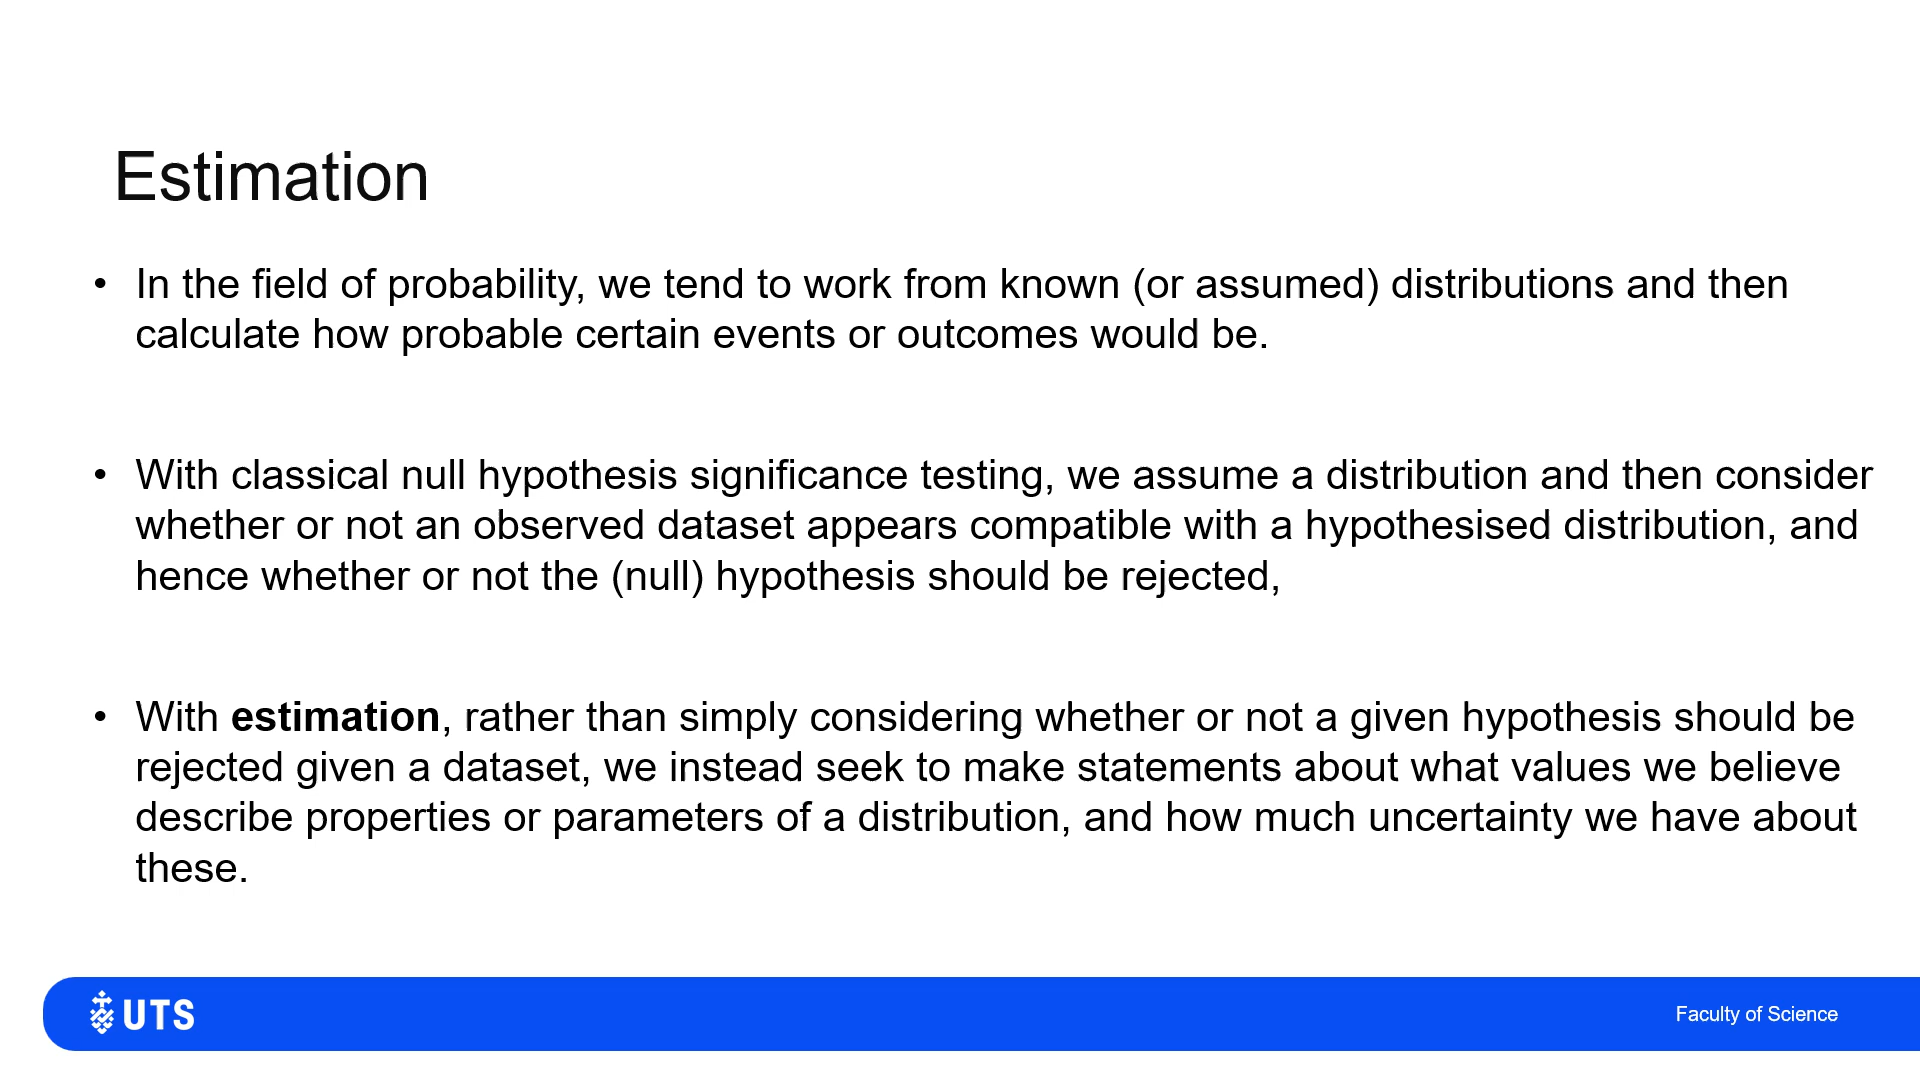 Estimation
• In the field of probability, we tend to work from known (or assumed) distributions and then
calculate how probable certain events or outcomes would be.
• With classical null hypothesis significance testing, we assume a distribution and then consider
whether or not an observed dataset appears compatible with a hypothesised distribution, and
hence whether or not the (null) hypothesis should be rejected,
• With estimation, rather than simply considering whether or not a given hypothesis should be
rejected given a dataset, we instead seek to make statements about what values we believe
describe properties or parameters of a distribution, and how much uncertainty we have about
these.
UTS
Faculty of Science